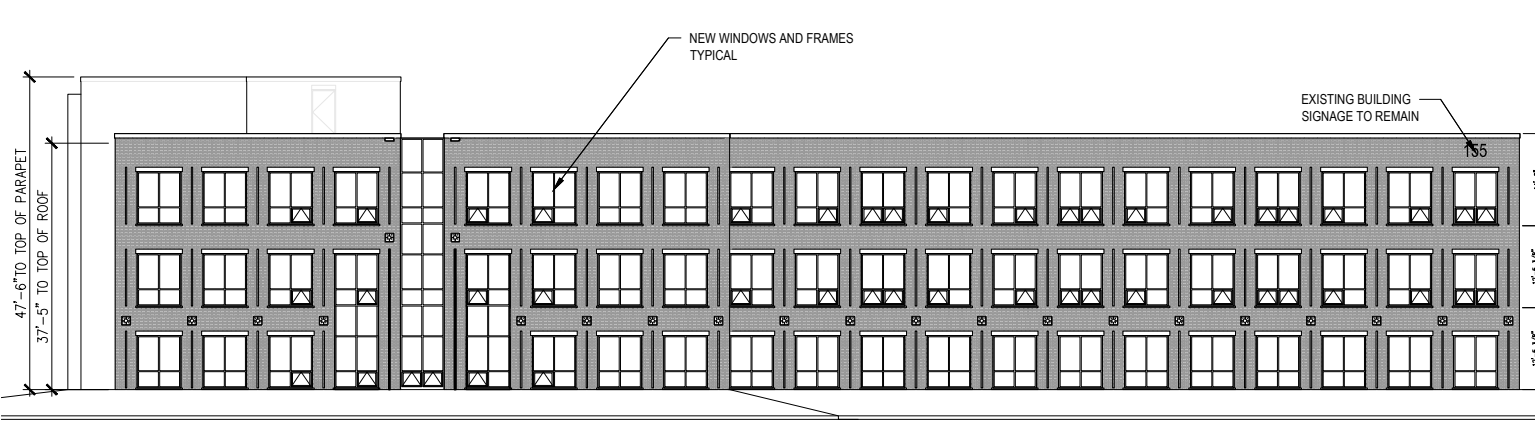 NEW WINDOWS AND FRAMES
TYPICAL
EXISTING BUILDING
SIGNAGE TO REMAIN
155
47'-6"TO TOP OF PARAPET
37'-5" TO TOP OF ROOF